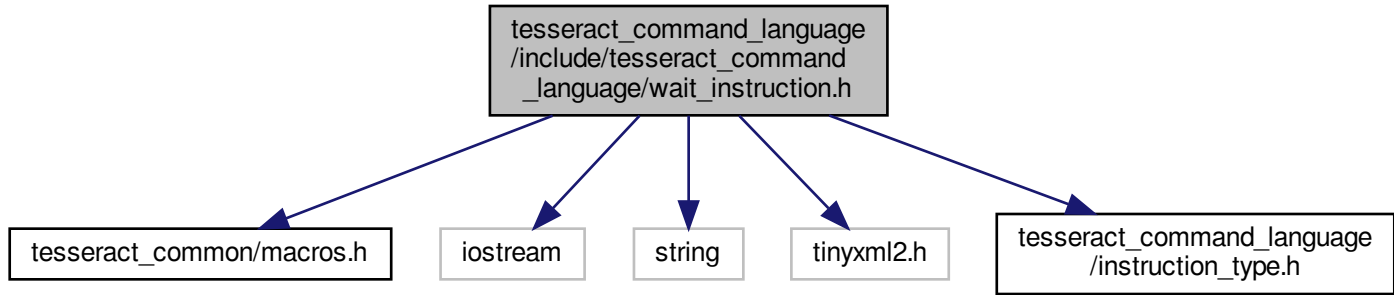 tesseract_command_language
/include/tesseract_command
_language/wait_instruction.h
tesseract_common/macros.h
iostream
string
tinyxml2.h
tesseract_command_language
/instruction_type.h